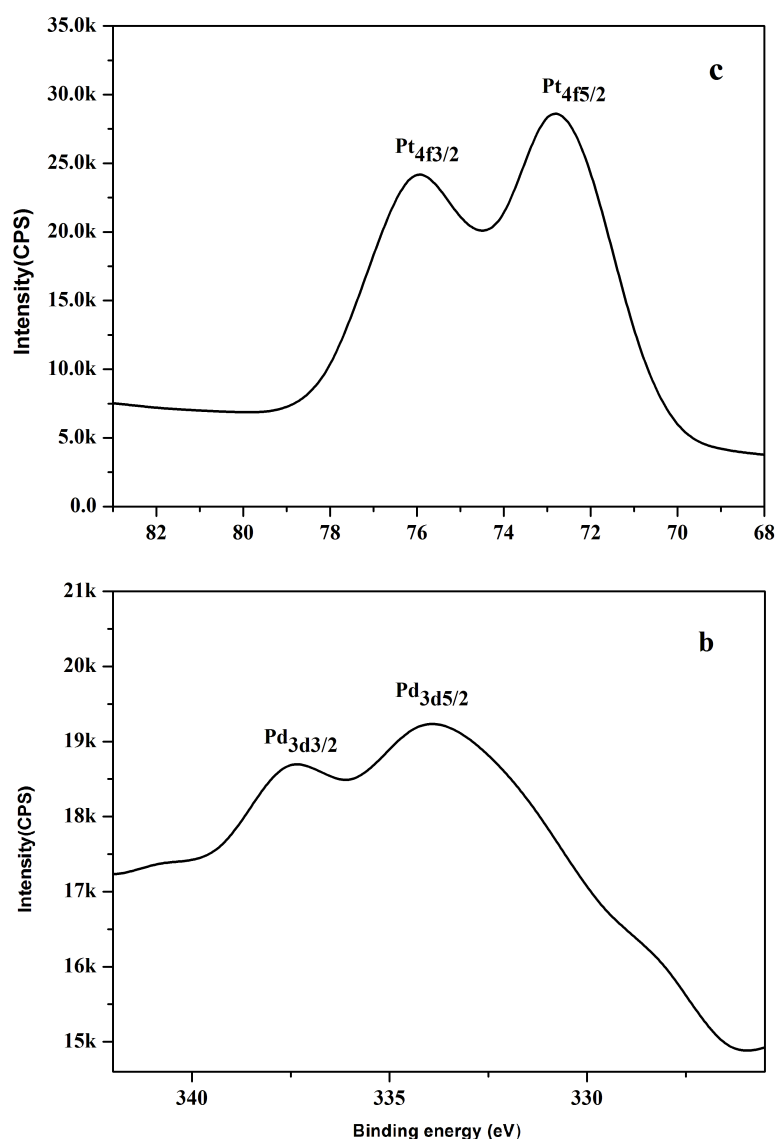 35.0k
c
Pt4f5/2
30.0k
Pt4f3/2
25.0k
20.0k
Intensity(CPS)
15.0k
10.0k
5.0k
0.0
82 80 78 76 74 72 70 68
21k
b
20k
Pd3d5/2
Pd3d3/2
19k
18k
Intensity(CPS)
17k
16k
15k
340 335 330
Binding energy (eV)